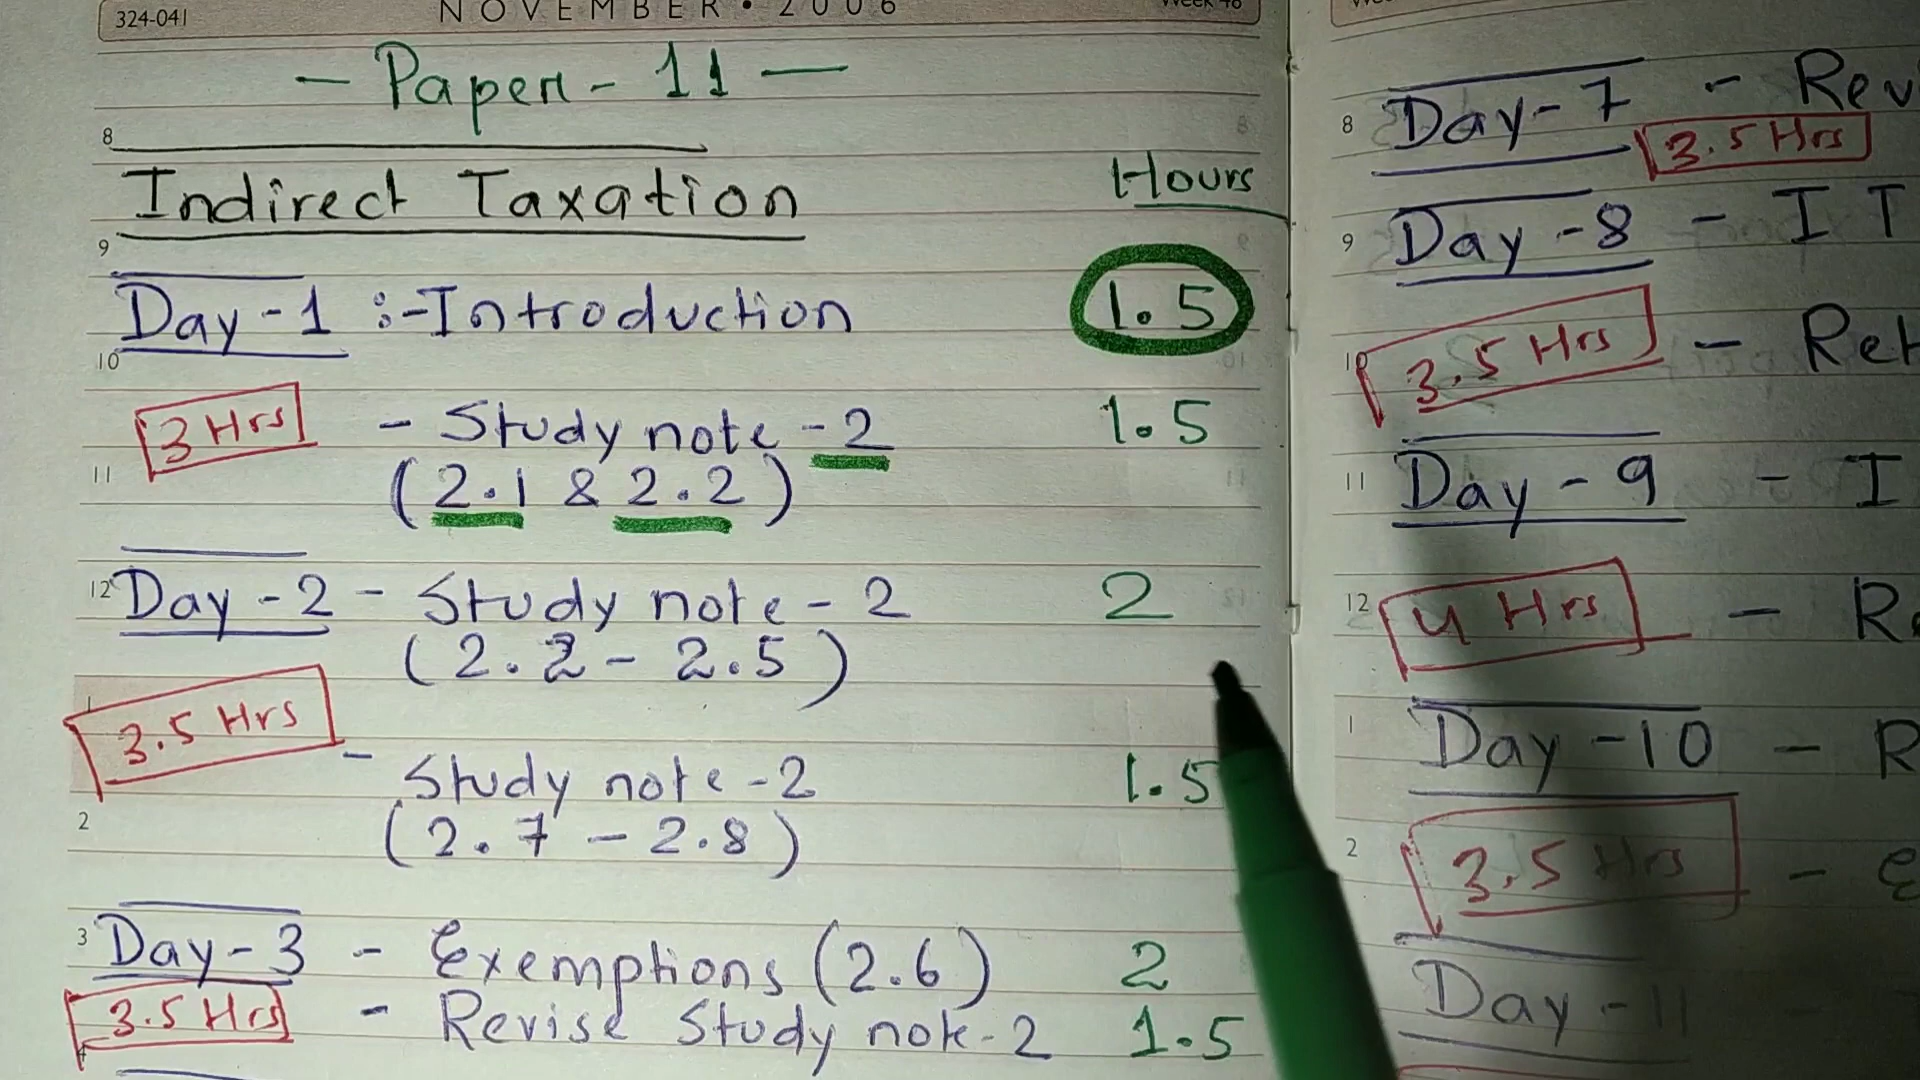 324-041
NOVEMBER • 2006
Week 48
- Paper - 11 -
Indirect Taxation
Hours
Day-1 :- Introduction 1.5
3 Hrs
- Study note - 2 1.5
(2.1 & 2.2)
Day-2 - Study note - 2 2
(2.2 - 2.5)
3.5 Hrs
- Study note - 2 1.5
(2.7 - 2.8)
Day-3 - Exemptions (2.6) 2
3.5 Hrs - Revise Study note - 2 1.5
8
9
10
11
12
2
3
Day-7 -
3.5 Hrs
Day-8 - IT
3.5 Hrs
Day-9 - I
4 Hrs
Day-10 - R
3.5 Hrs
Day-11
8
9
10
11
12
1
2